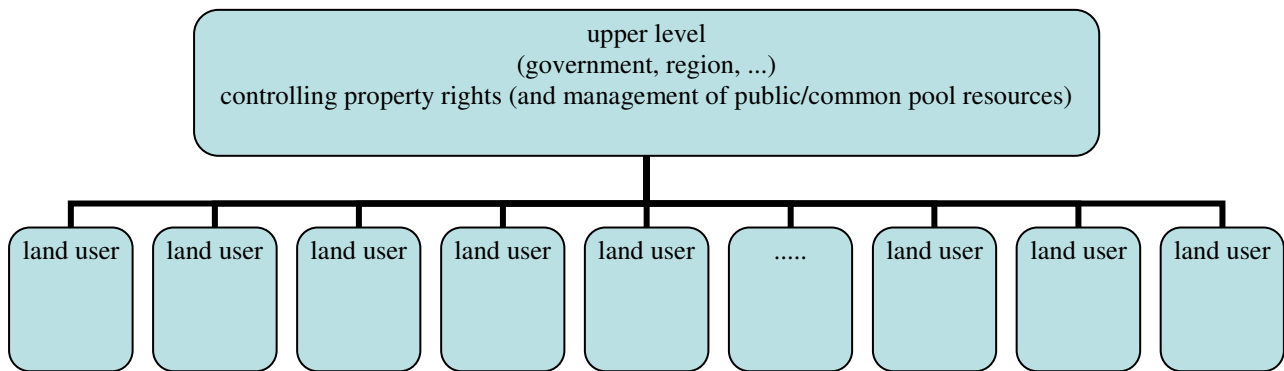 upper level
(government, region, ...)
controlling property rights (and management of public/common pool resources)
land user
land user
land user
land user
land user
.....
land user
land user
land user